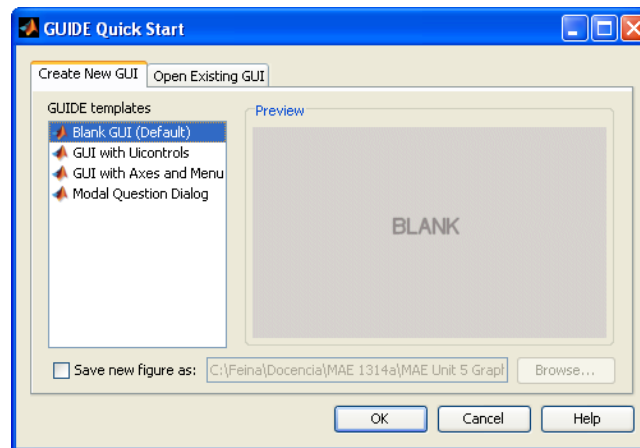 GUIDE Quick Start
Create New GUI Open Existing GUI
GUIDE templates Preview
Blank GUI (Default)
GUI with Uicontrols
GUI with Axes and Menu
Modal Question Dialog
BLANK
Save new figure as: C:\Feina\Docencia\MAE 1314a\MAE Unit 5 Graph Browse...
OK Cancel Help